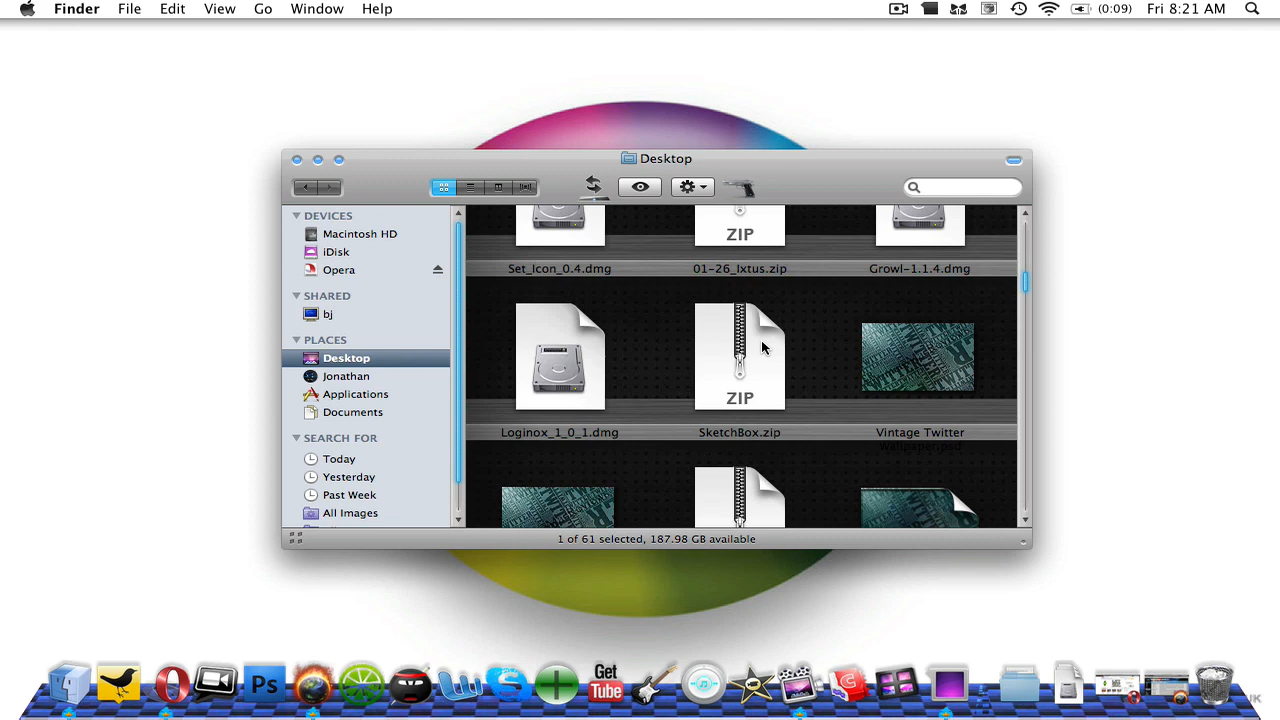 Finder File Edit View Go Window Help (0:09) Fri 8:21 AM
Desktop
DEVICES
Macintosh HD
iDisk
Opera
SHARED
bj
PLACES
Desktop
Jonathan
Applications
Documents
SEARCH FOR
Today
Yesterday
Past Week
All Images
ZIP
Set_Icon_0.4.dmg 01-26_Ixtus.zip Growl-1.1.4.dmg
ZIP
Loginox_1_0_1.dmg SketchBox.zip Vintage Twitter
Wallpaper.psd
1 of 61 selected, 187.98 GB available
Ps
Get
Tube